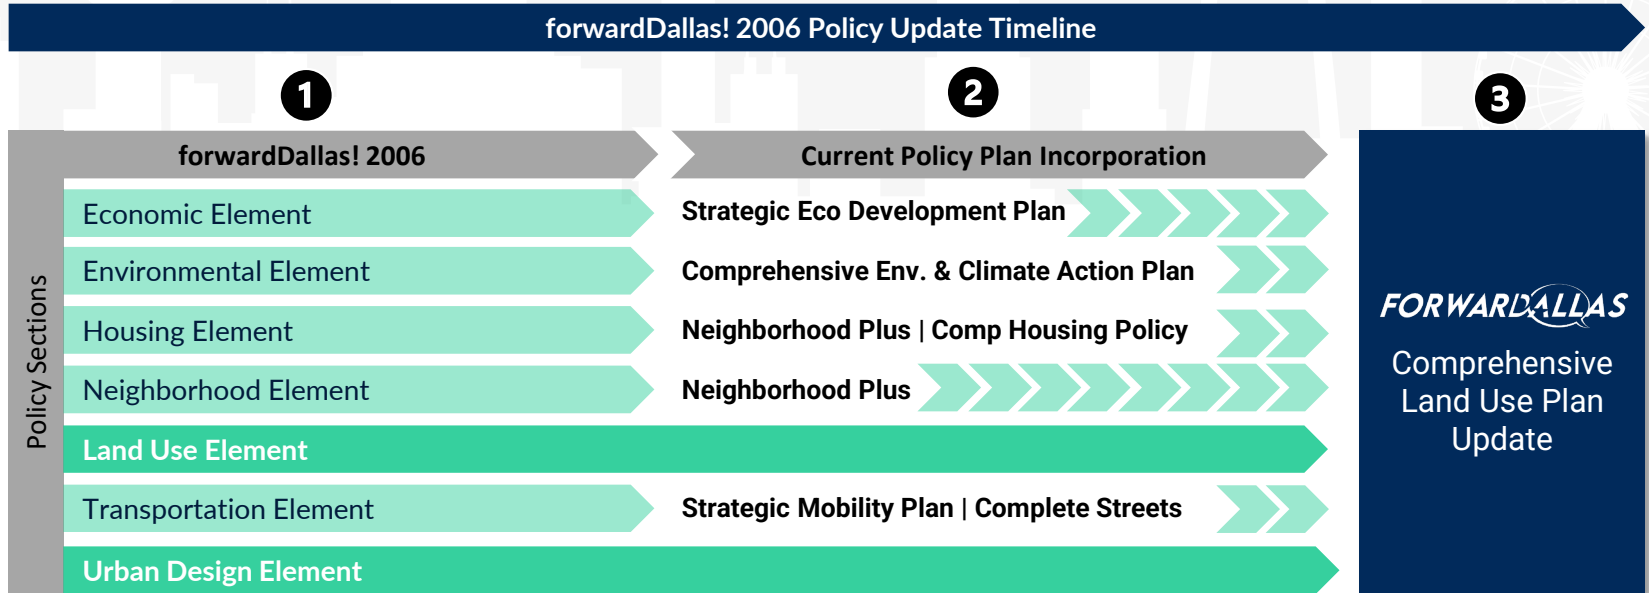 forwardDallas! 2006 Policy Update Timeline
1
2
3
forwardDallas! 2006
Current Policy Plan Incorporation
Policy Sections
Economic Element
Strategic Eco Development Plan
Environmental Element
Comprehensive Env. & Climate Action Plan
Housing Element
Neighborhood Plus | Comp Housing Policy
Neighborhood Element
Neighborhood Plus
Land Use Element
Transportation Element
Strategic Mobility Plan | Complete Streets
Urban Design Element
FORWARDALLAS
Comprehensive
Land Use Plan
Update